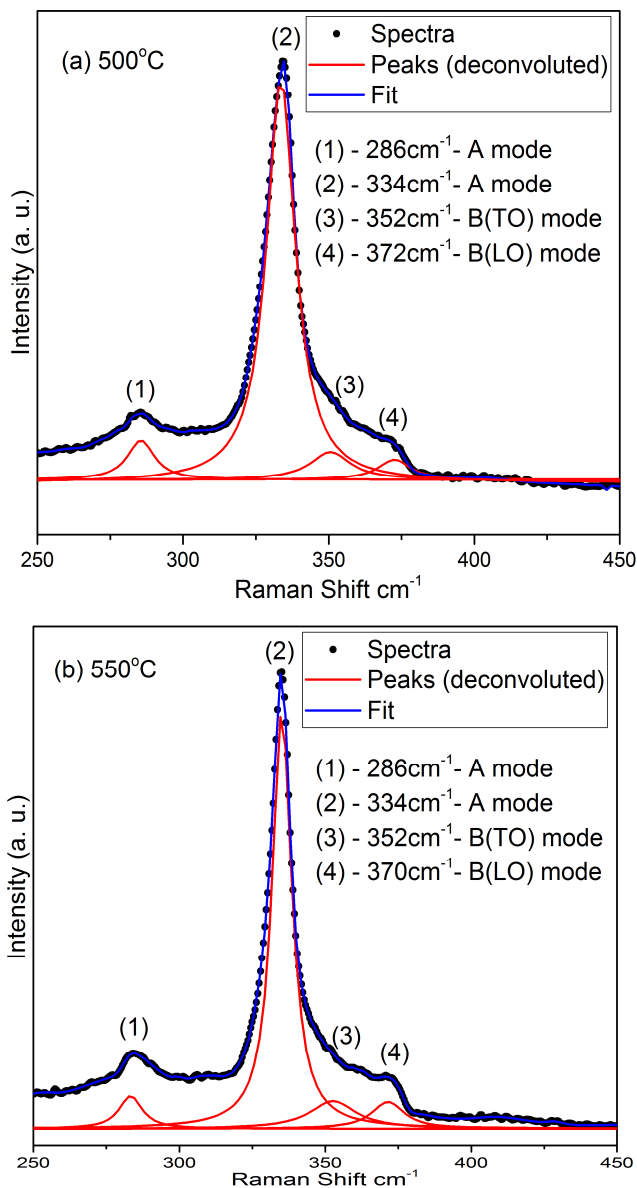 (a) 500°C
(2)
Spectra
Peaks (deconvoluted)
Fit
(1) - 286cm⁻¹- A mode
(2) - 334cm⁻¹- A mode
(3) - 352cm⁻¹- B(TO) mode
(4) - 372cm⁻¹- B(LO) mode
Intensity (a. u.)
(1)
(3)
(4)
250 300 350 400 450
Raman Shift cm⁻¹
(b) 550°C
(2)
Spectra
Peaks (deconvoluted)
Fit
(1) - 286cm⁻¹- A mode
(2) - 334cm⁻¹- A mode
(3) - 352cm⁻¹- B(TO) mode
(4) - 370cm⁻¹- B(LO) mode
Intensity (a. u.)
(1)
(3)
(4)
250 300 350 400 450
Raman Shift cm⁻¹